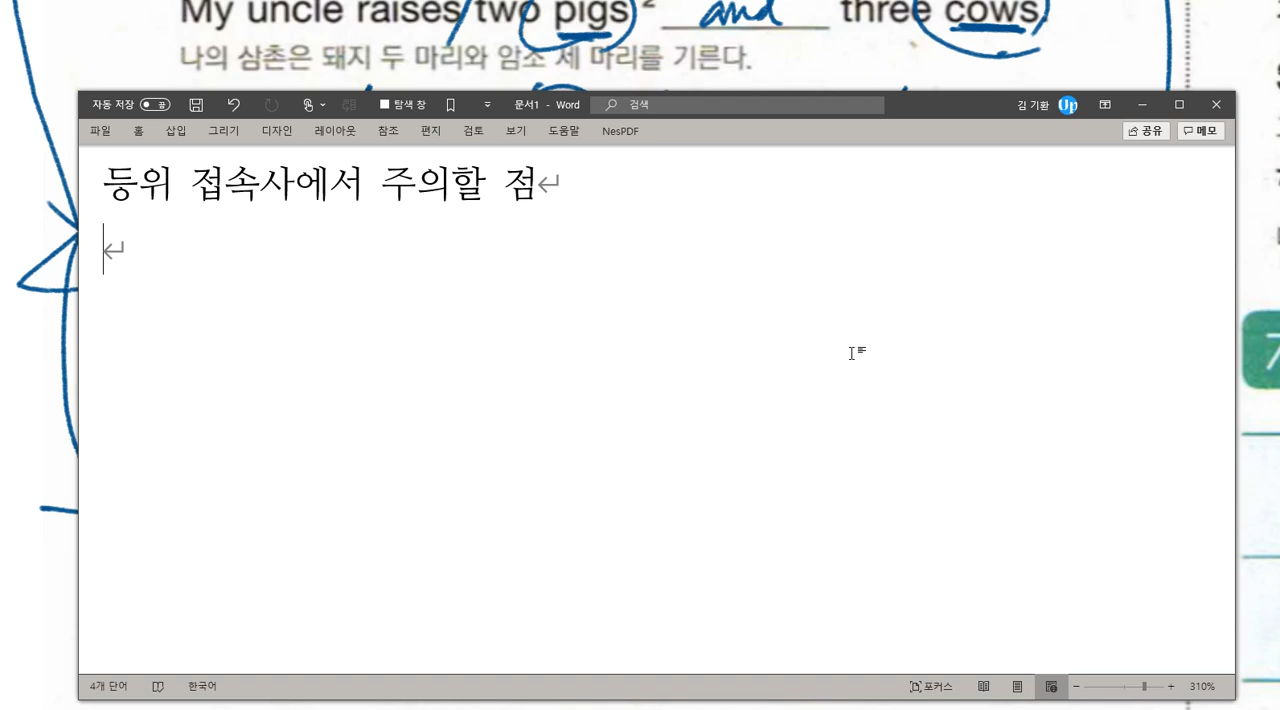 My uncle raises two pigs 2 and three cows.
나의 삼촌은 돼지 두 마리와 암소 세 마리를 기른다.
자동 저장 끔 탐색 창 문서1 - Word 검색 김 기환 Up
파일 홈 삽입 그리기 디자인 레이아웃 참조 편지 검토 보기 도움말 NesPDF 공유 메모
등위 접속사에서 주의할 점
7
4개 단어 한국어 포커스 310%